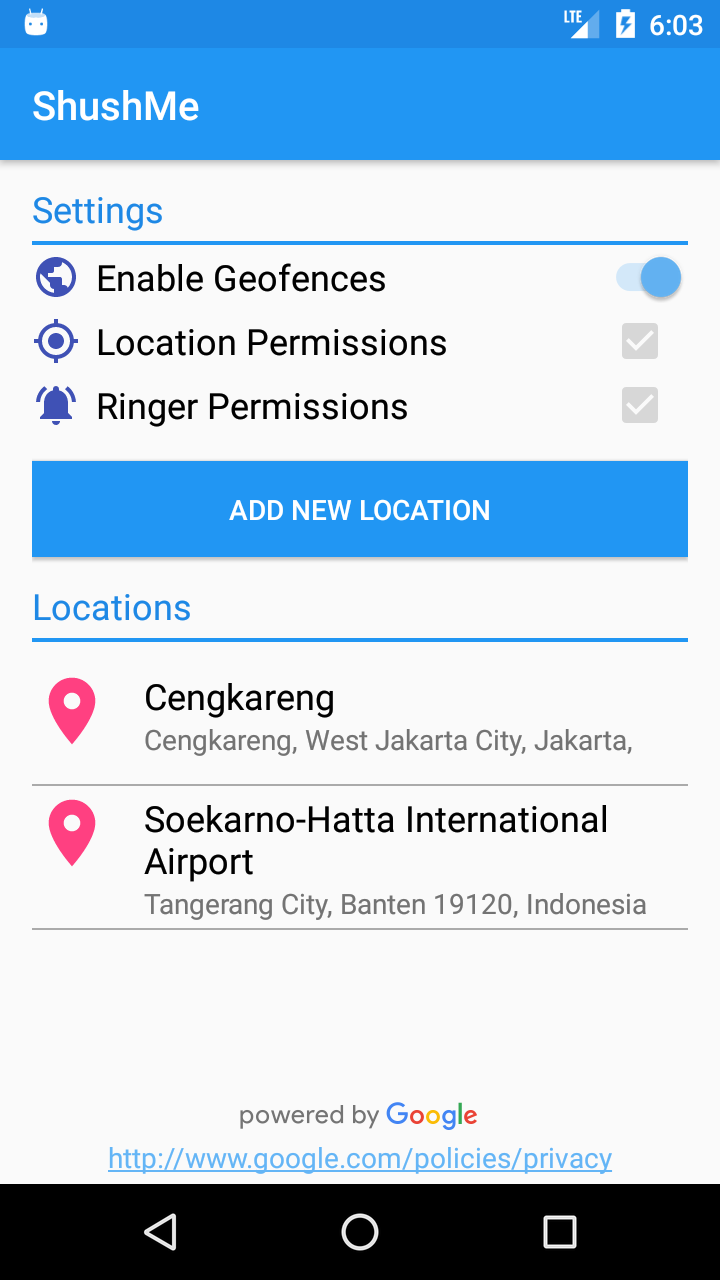 LTE 6:03
ShushMe
Settings
Enable Geofences
Location Permissions
Ringer Permissions
ADD NEW LOCATION
Locations
Cengkareng
Cengkareng, West Jakarta City, Jakarta,
Soekarno-Hatta International
Airport
Tangerang City, Banten 19120, Indonesia
powered by Google
http://www.google.com/policies/privacy